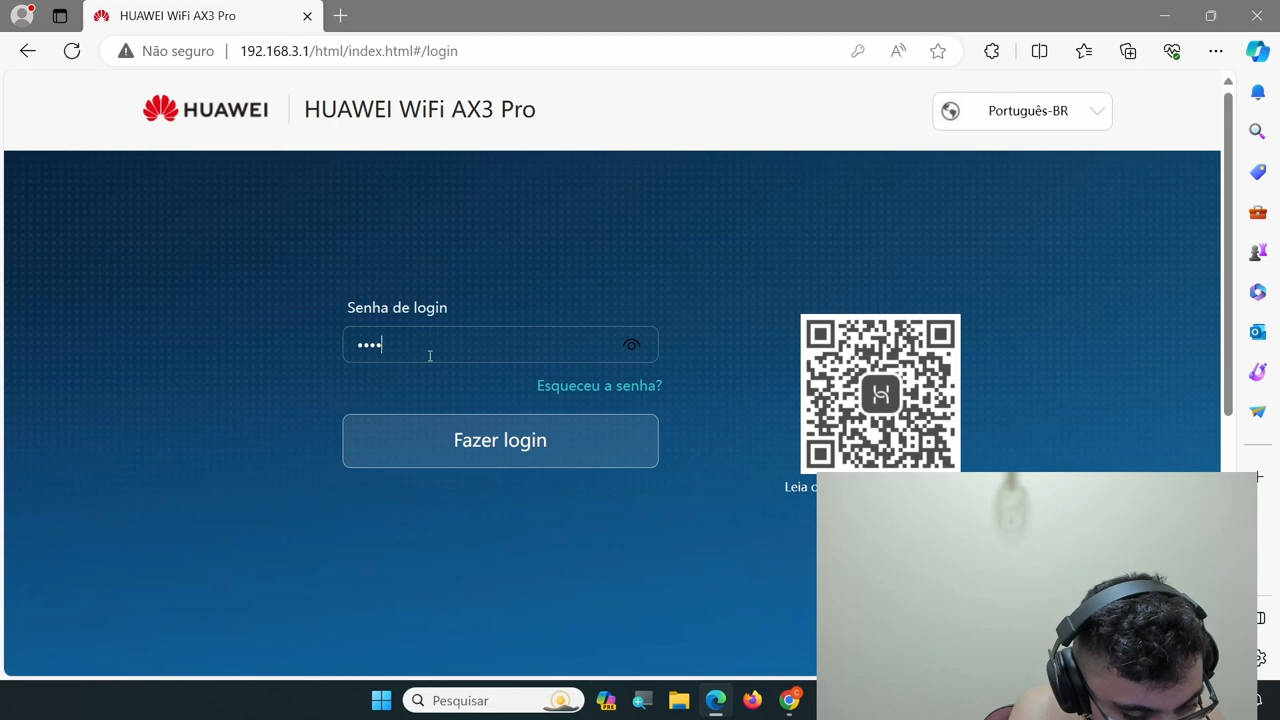 HUAWEI WiFi AX3 Pro
Não seguro
192.168.3.1/html/index.html#/login
HUAWEI
HUAWEI WiFi AX3 Pro
Português-BR
Senha de login
••••
Esqueceu a senha?
Fazer login
Leia
Pesquisar
PRE